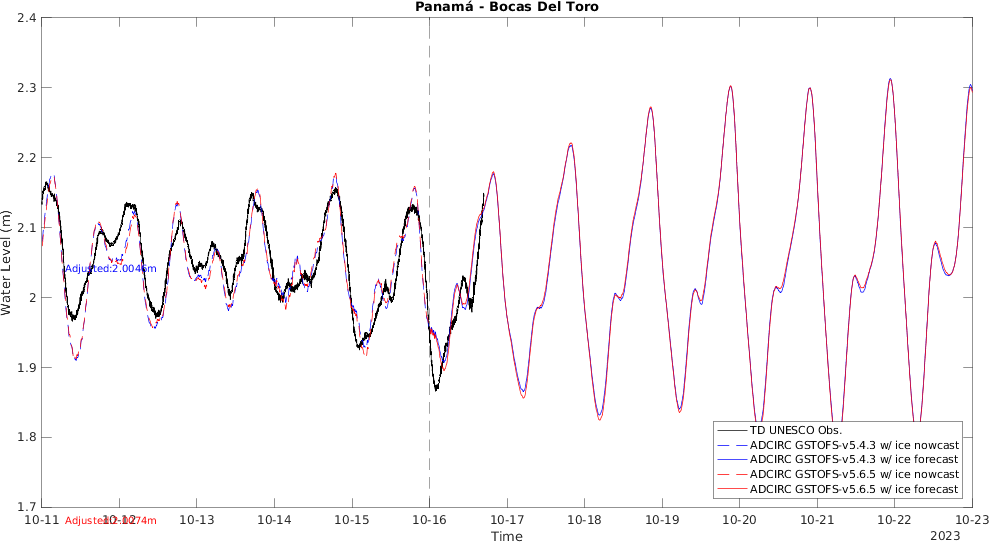 Panamá - Bocas Del Toro
2.4
2.3
2.2
2.1
2
1.9
1.8
1.7
Water Level (m)
Adjusted:2.0046m
TD UNESCO Obs.
ADCIRC GSTOFS-v5.4.3 w/ ice nowcast
ADCIRC GSTOFS-v5.4.3 w/ ice forecast
ADCIRC GSTOFS-v5.6.5 w/ ice nowcast
ADCIRC GSTOFS-v5.6.5 w/ ice forecast
10-11 10-12 10-13 10-14 10-15 10-16 10-17 10-18 10-19 10-20 10-21 10-22 10-23
Time
2023